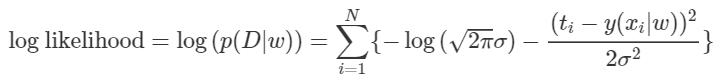 log likelihood = log (p(D|w)) = \sum_{i=1}^{N} \{ -\log(\sqrt{2\pi}\sigma) - \frac{(t_i - y(x_i|w))^2}{2\sigma^2} \}